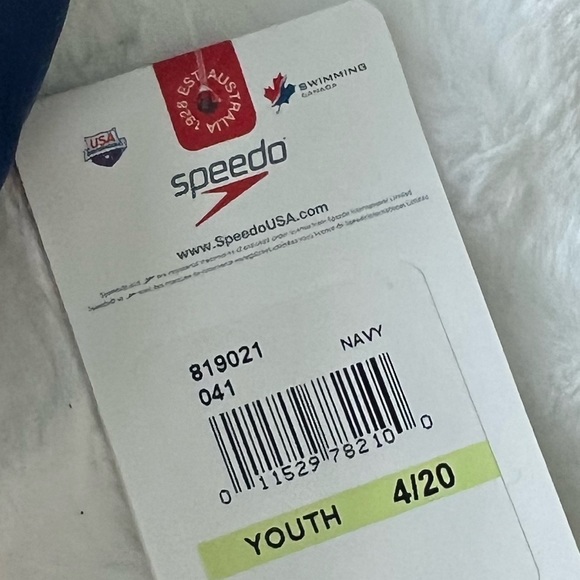 1928 EST AUSTRALIA
SWIMMING
CANADA
USA
speedo
www.SpeedoUSA.com
819021
NAVY
041
0 11529 78210 0
YOUTH 4/20